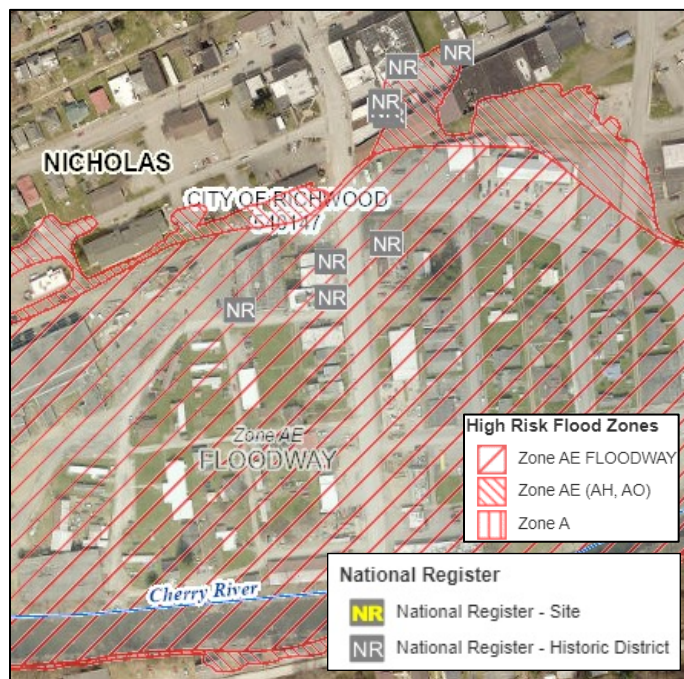 NR
NR
NR
NICHOLAS
CITY OF RICHWOOD
540147
NR
NR
NR
NR
High Risk Flood Zones
Zone AE
Zone AE FLOODWAY
FLOODWAY
Zone AE (AH, AO)
Zone A
National Register
Cherry River
NR National Register - Site
NR National Register - Historic District